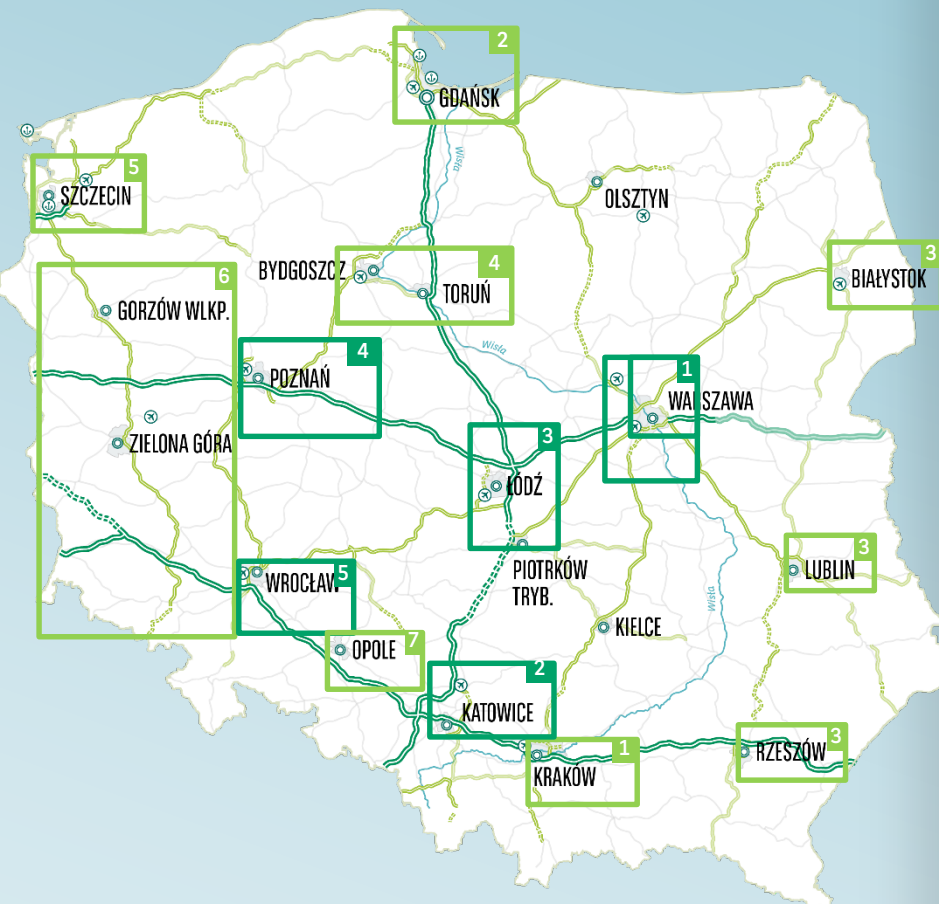 2
GDAŃSK
Wisła
5
SZCZECIN
OLSZTYN
3
BIAŁYSTOK
BYDGOSZCZ
4
TORUŃ
6
GORZÓW WLKP.
Wisła
4
POZNAŃ
1
WARSZAWA
ZIELONA GÓRA
3
ŁÓDŹ
PIOTRKÓW
TRYB.
3
LUBLIN
5
WROCŁAW
Wisła
KIELCE
7
OPOLE
2
KATOWICE
1
KRAKÓW
3
RZESZÓW